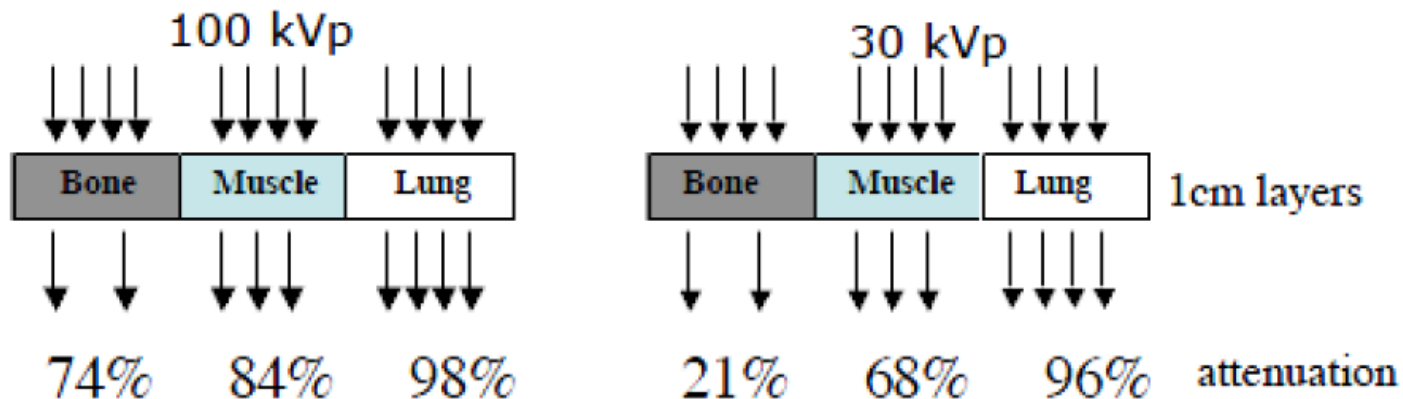 100 kVp 30 kVp
Bone Muscle Lung Bone Muscle Lung 1cm layers
74% 84% 98% 21% 68% 96% attenuation